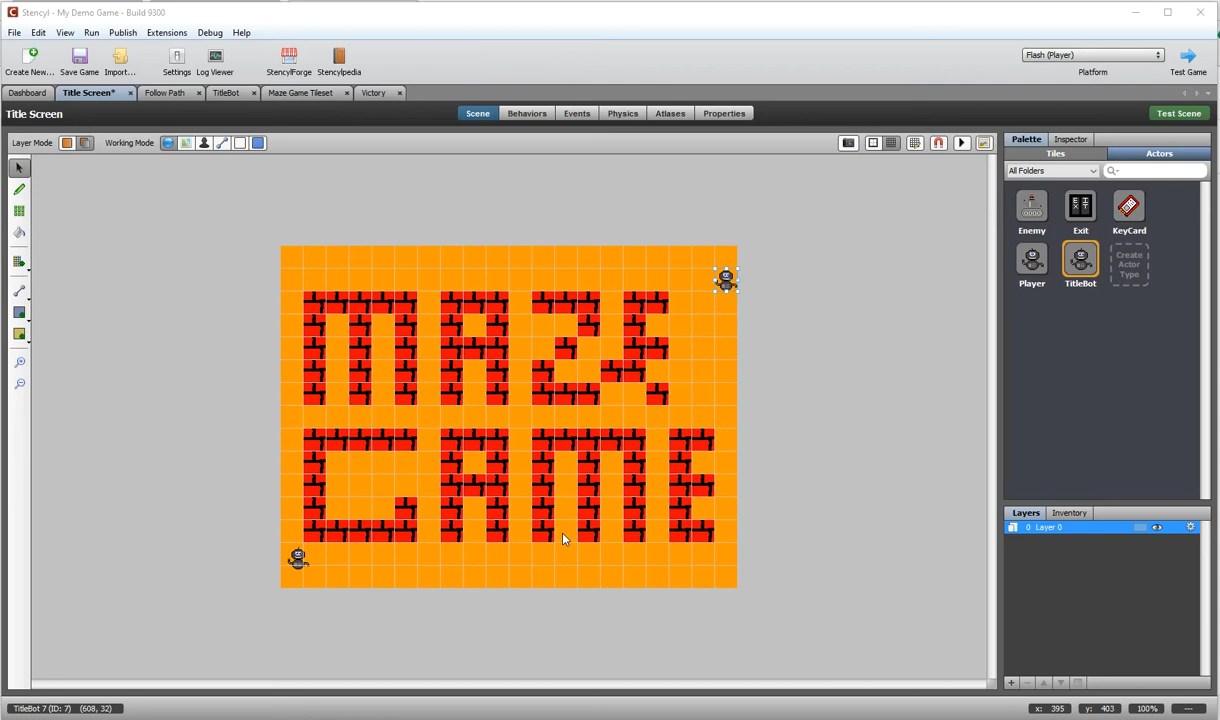 Stencyl - My Demo Game - Build 9300
File Edit View Run Publish Extensions Debug Help
Create New... Save Game Import... Settings Log Viewer StencylForge Stencylpedia
Flash (Player)
Platform
Test Game
Dashboard Title Screen* Follow Path TitleBot Maze Game Tileset Victory
Title Screen
Scene Behaviors Events Physics Atlases Properties
Test Scene
Layer Mode Working Mode
Palette Inspector
Tiles Actors
All Folders
EX IT
Enemy Exit KeyCard
Player TitleBot
Create Actor Type
MAZE
GAME
Layers Inventory
0 Layer 0
TitleBot 7 (ID: 7) (608, 32)
x: 395 y: 403 100% ---